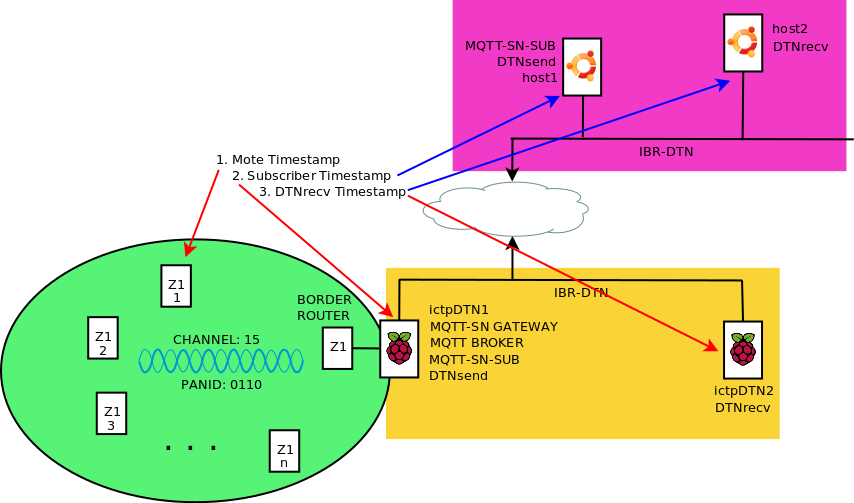 MQTT-SN-SUB
DTNsend
host1
host2
DTNrecv
IBR-DTN
1. Mote Timestamp
2. Subscriber Timestamp
3. DTNrecv Timestamp
Z1
1
Z1
2
Z1
3
. . .
Z1
n
CHANNEL: 15
PANID: 0110
BORDER
ROUTER
Z1
IBR-DTN
ictpDTN1
MQTT-SN GATEWAY
MQTT BROKER
MQTT-SN-SUB
DTNsend
ictpDTN2
DTNrecv